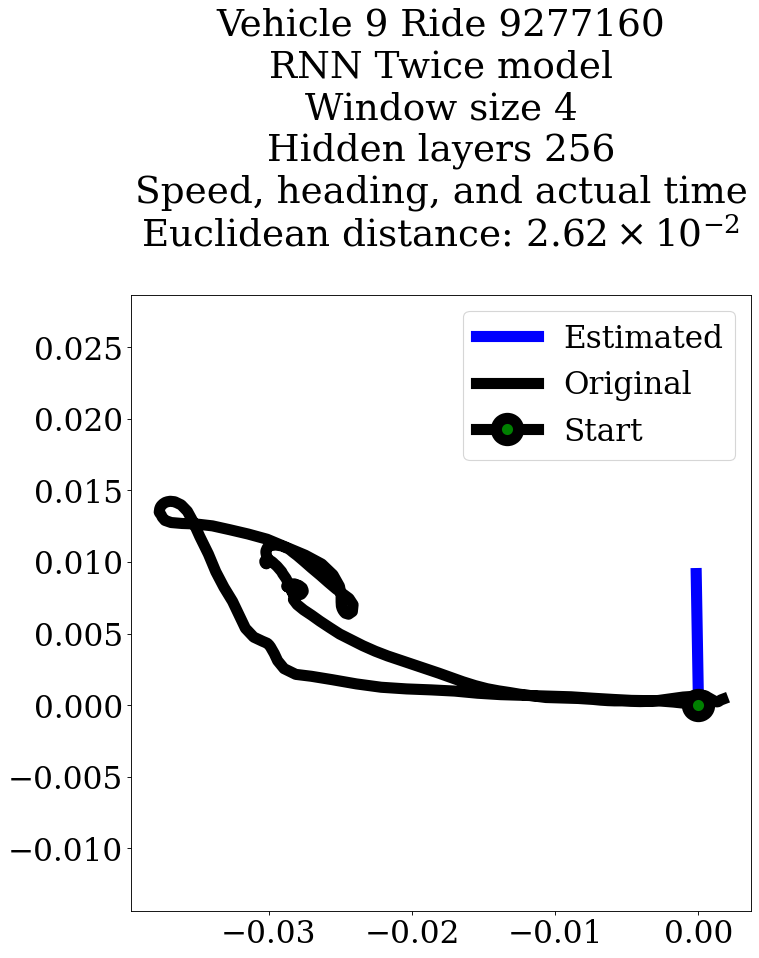 Vehicle 9 Ride 9277160
RNN Twice model
Window size 4
Hidden layers 256
Speed, heading, and actual time
Euclidean distance: 2.62 × 10⁻²
Estimated
Original
Start
0.025
0.020
0.015
0.010
0.005
0.000
−0.005
−0.010
−0.03 −0.02 −0.01 0.00